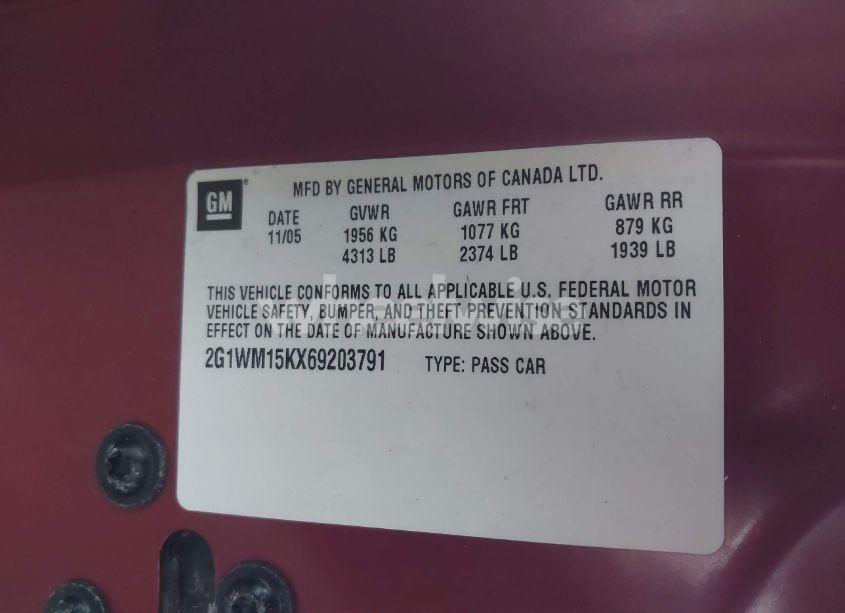 GM
MFD BY GENERAL MOTORS OF CANADA LTD.
DATE GVWR GAWR FRT GAWR RR
11/05 1956 KG 1077 KG 879 KG
4313 LB 2374 LB 1939 LB
THIS VEHICLE CONFORMS TO ALL APPLICABLE U.S. FEDERAL MOTOR
VEHICLE SAFETY, BUMPER, AND THEFT PREVENTION STANDARDS IN
EFFECT ON THE DATE OF MANUFACTURE SHOWN ABOVE.
2G1WM15KX69203791 TYPE: PASS CAR